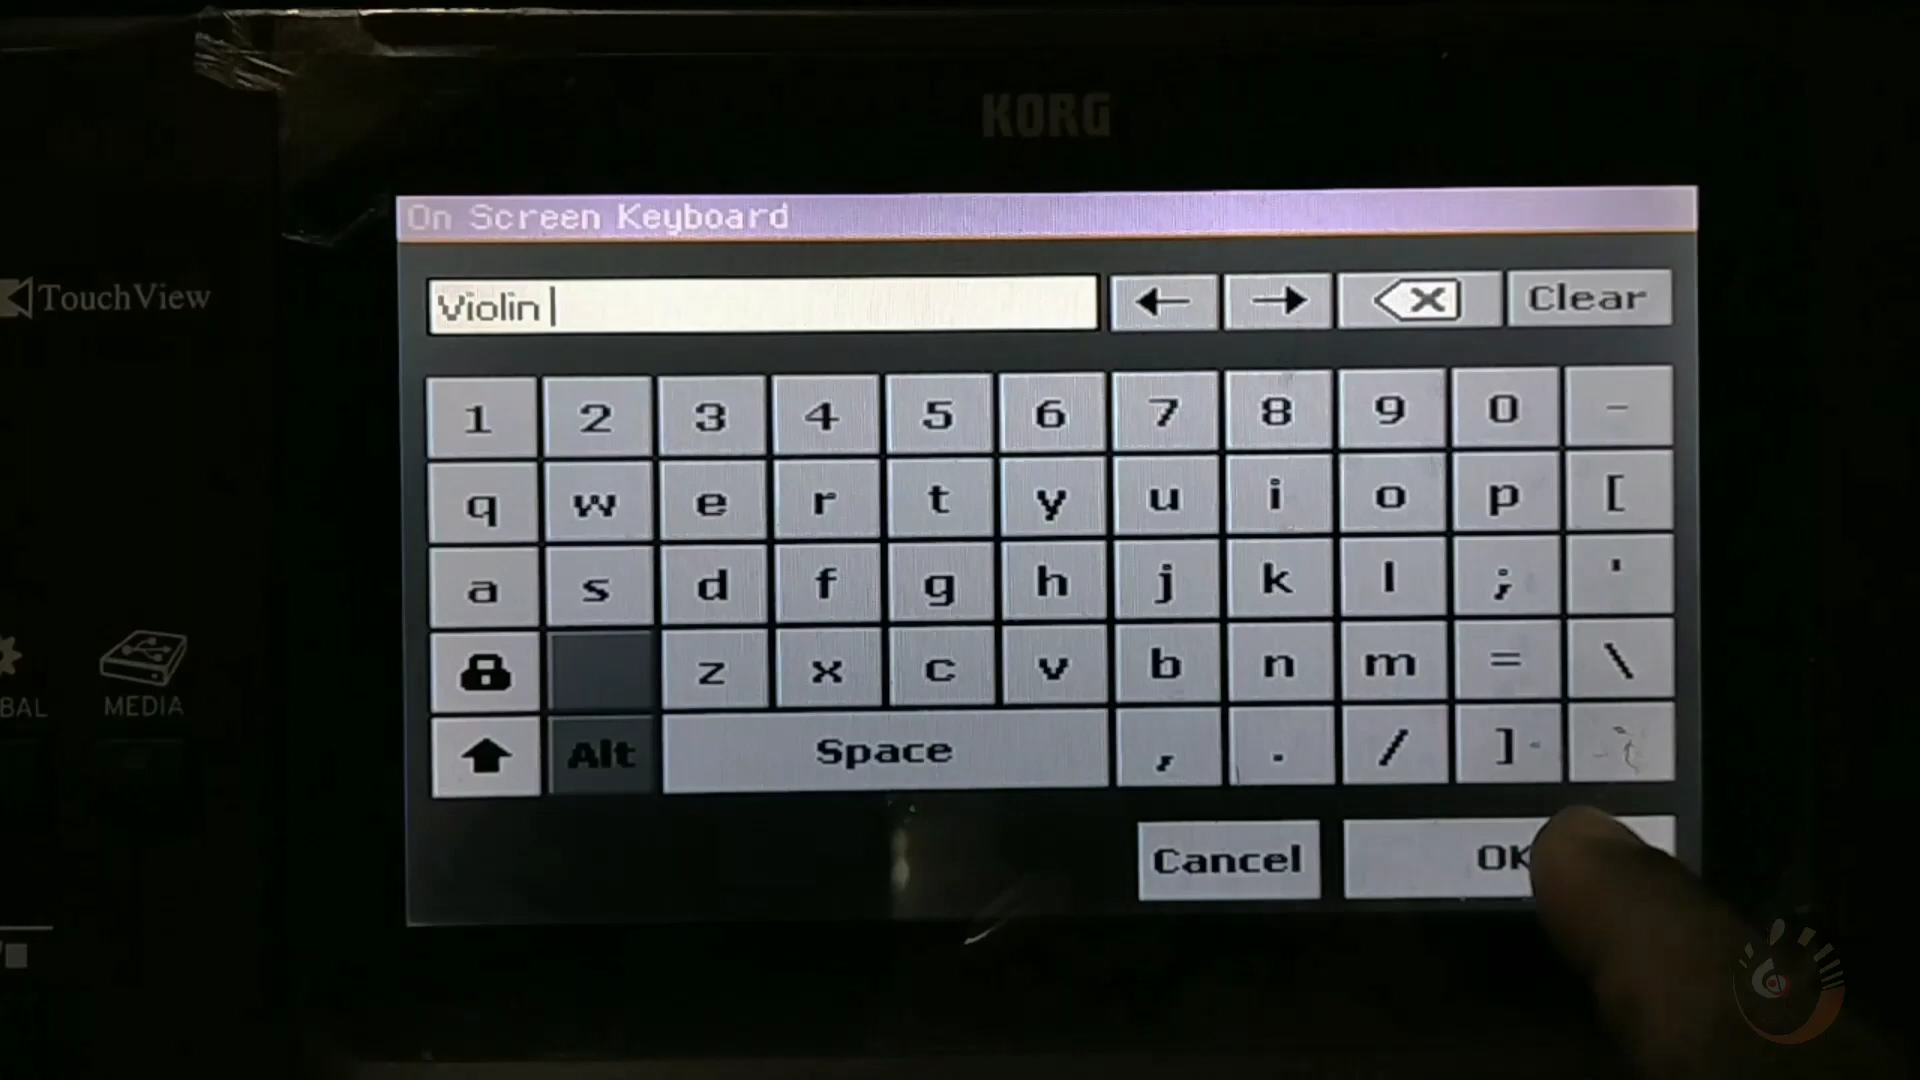 KORG
On Screen Keyboard
TouchView
Violin
Clear
1 2 3 4 5 6 7 8 9 0 -
q w e r t y u i o p [
a s d f g h j k l ; '
z x c v b n m = \
Alt Space , . / ]
BAL MEDIA
Cancel OK